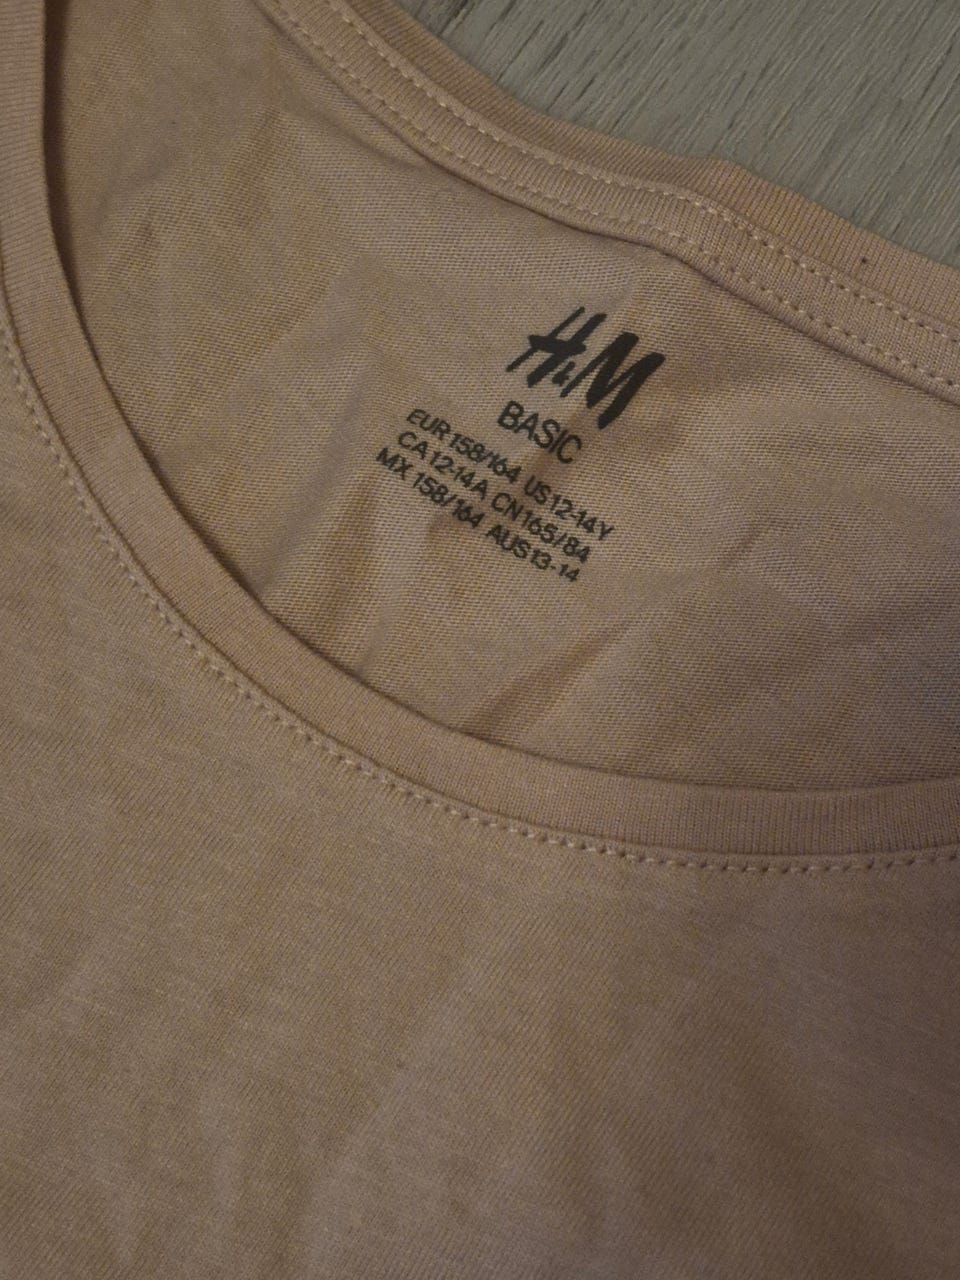 H&M
BASIC
EUR 158/164 US 12-14Y
CA 12-14A CN 165/84
MX 158/164 AUS 13-14